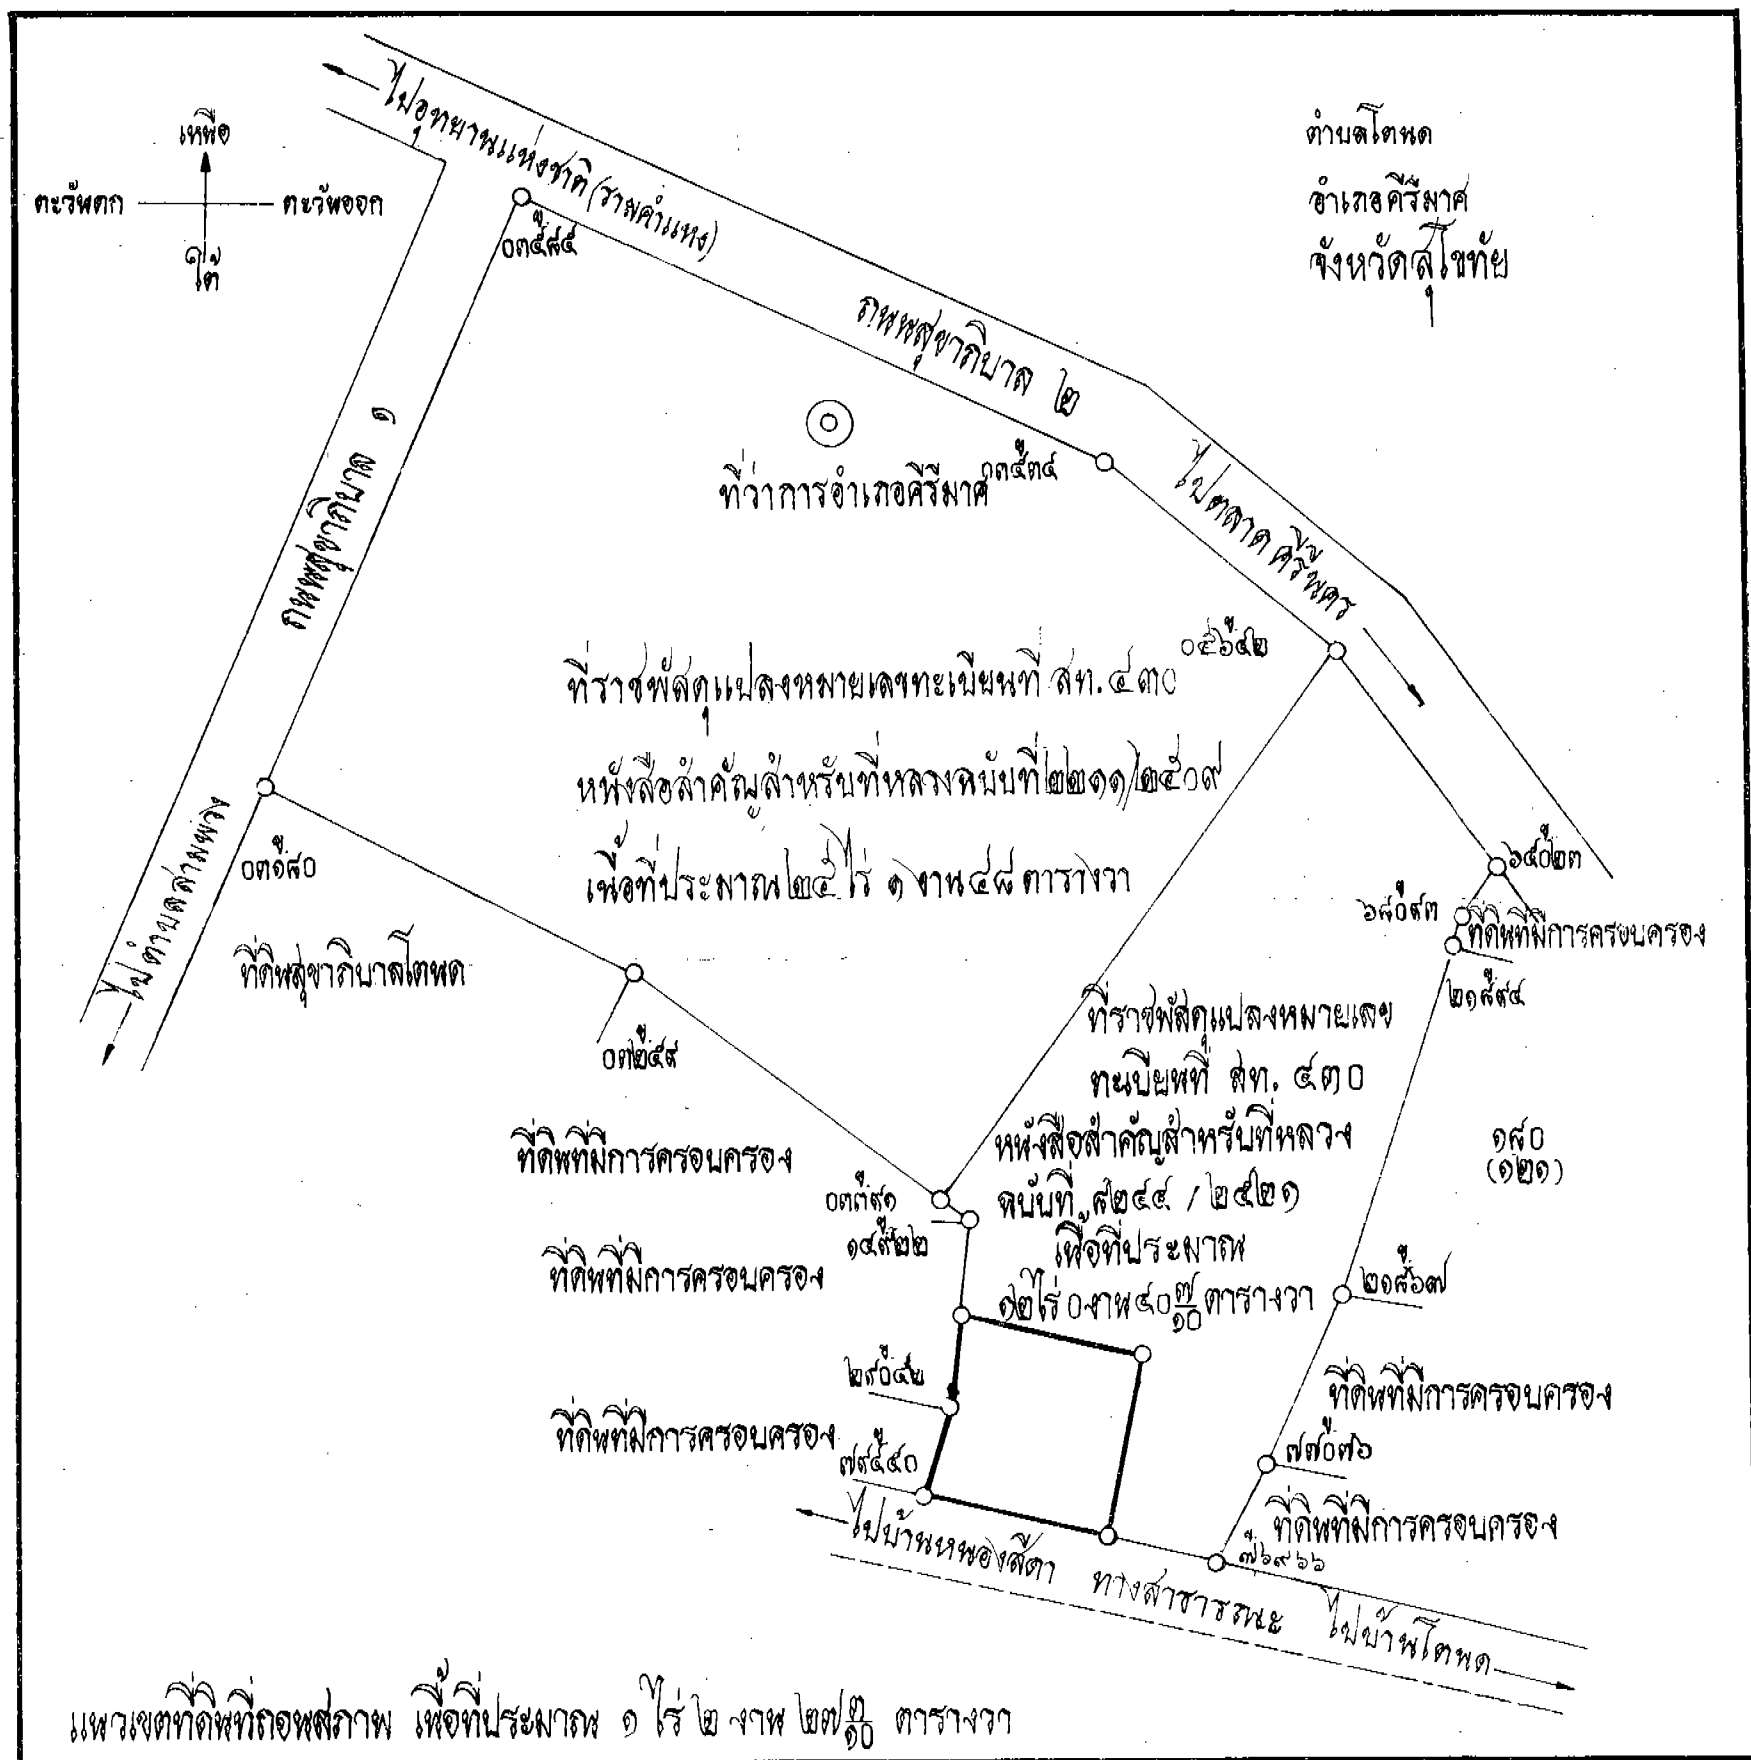 ตำบลโตนด
อำเภอคีรีมาศ
จังหวัดสุโขทัย
เหนือ
ตะวันตก
ตะวันออก
ใต้
ไปอุทยานแห่งชาติ(รามคำแหง)
ถนนสุขาภิบาล ๒
ไปตลาดศรีนคร
ถนนสุขาภิบาล ๑
ไปตำบลสามพวง
ที่ว่าการอำเภอคีรีมาศ
ที่ราชพัสดุแปลงหมายเลขทะเบียนที่ สท.๔๓๐
หนังสือสำคัญสำหรับที่หลวงฉบับที่๒๒๑๑/๒๕๐๙
เนื้อที่ประมาณ๒๕ ไร่ ๑ งาน๔๘ ตารางวา
ที่ดินสุขาภิบาลโตนด
ที่ดินที่มีการครอบครอง
ที่ราชพัสดุแปลงหมายเลข
ทะเบียนที่ สท. ๔๓๐
หนังสือสำคัญสำหรับที่หลวง
ฉบับที่ ๘๒๔๔ / ๒๕๒๑
เนื้อที่ประมาณ
๑๒ไร่ ๐งาน๔๐ ๗/๑๐ ตารางวา
๑๘๐
(๑๒๑)
ที่ดินที่มีการครอบครอง
ที่ดินที่มีการครอบครอง
ที่ดินที่มีการครอบครอง
ที่ดินที่มีการครอบครอง
ที่ดินที่มีการครอบครอง
ไปบ้านหนองสีดา ทางสาธารณะ ไปบ้านโตนด
แนวเขตที่ดินที่ถอนสภาพ เนื้อที่ประมาณ ๑ ไร่ ๒ งาน ๒๗ ๓/๑๐ ตารางวา